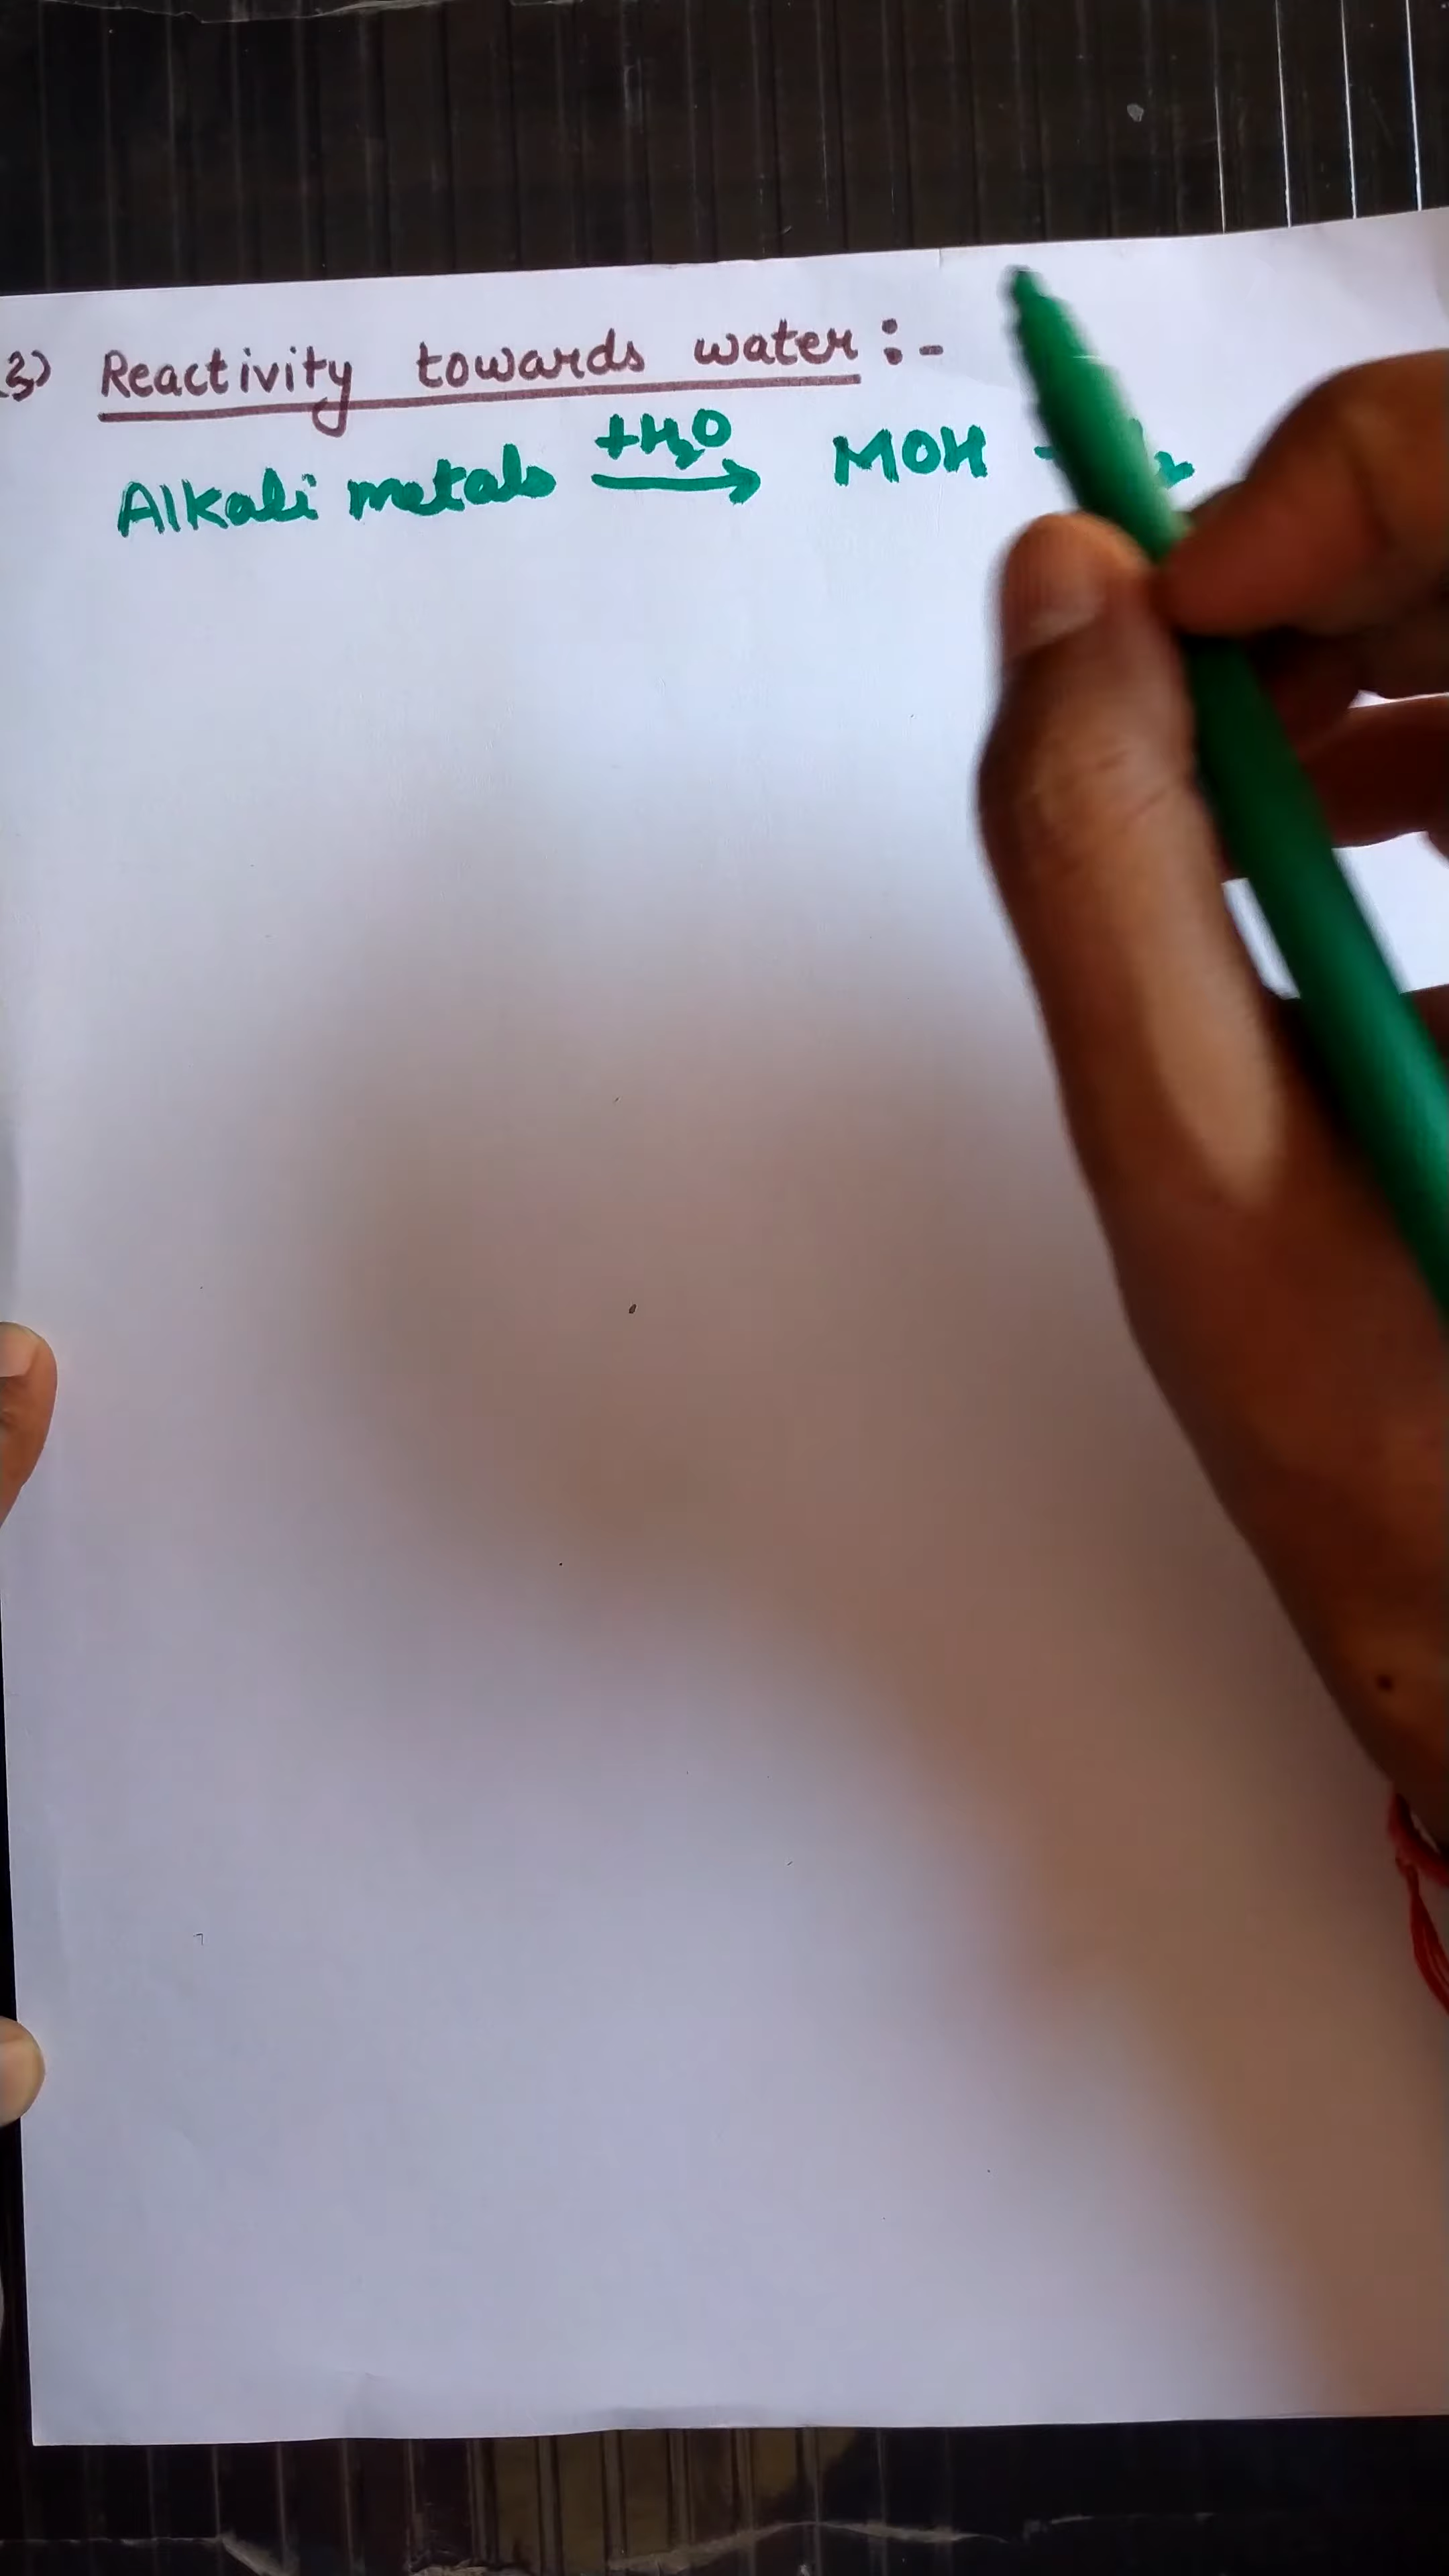 3) Reactivity towards water :-
Alkali metals +H₂O → MOH